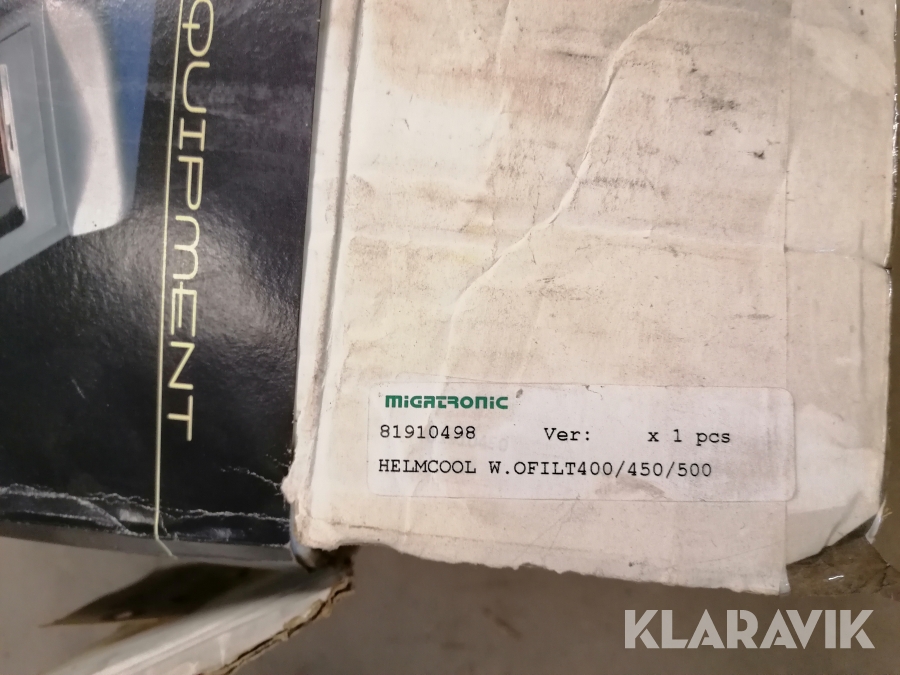 QUIPMENT
MIGATRONIC
81910498 Ver: x 1 pcs
HELMCOOL W.OFILT400/450/500
KLARAVIK